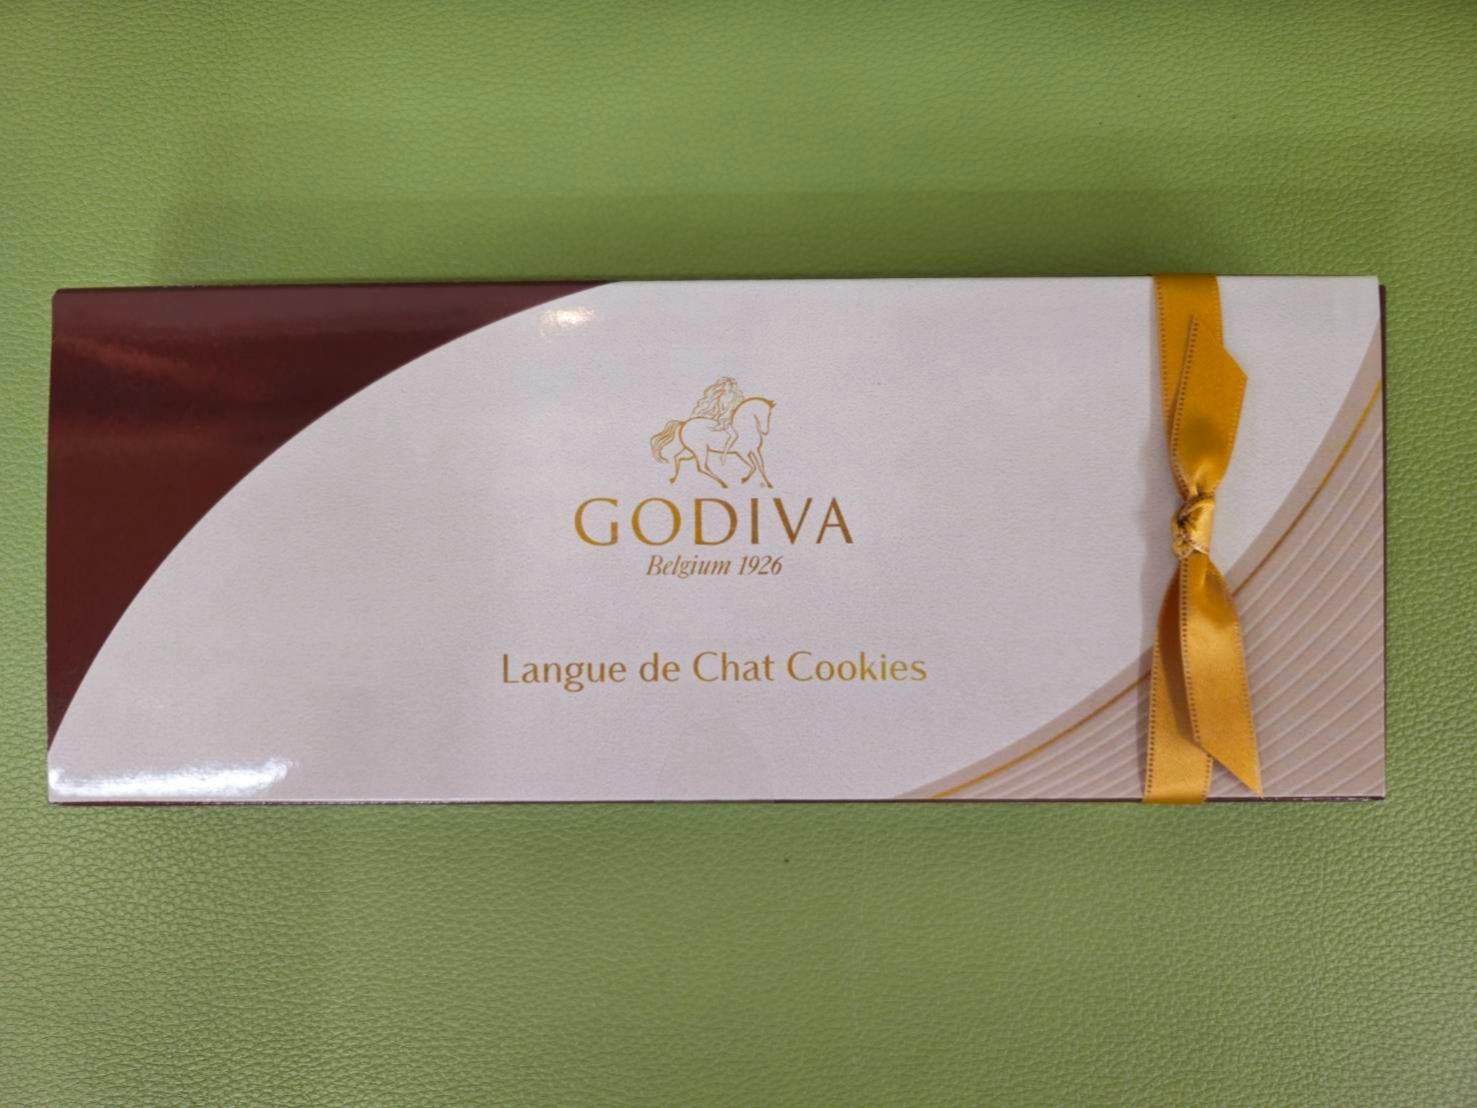 GODIVA
Belgium 1926
Langue de Chat Cookies